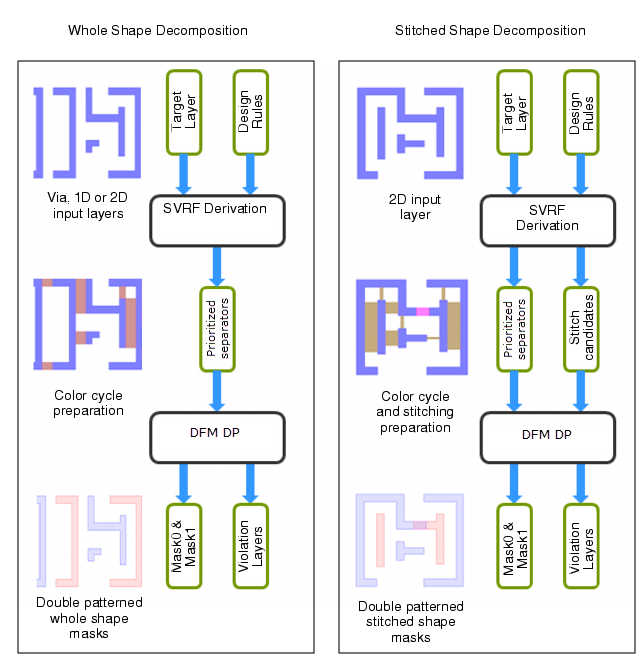 Whole Shape Decomposition
Target
Layer
Design
Rules
Via, 1D or 2D
input layers
SVRF Derivation
Prioritized
separators
Color cycle
preparation
DFM DP
Mask0 &
Mask1
Violation
Layers
Double patterned
whole shape
masks
Stitched Shape Decomposition
Target
Layer
Design
Rules
2D input
layer
SVRF
Derivation
Prioritized
separators
Stitch
candidates
Color cycle
and stitching
preparation
DFM DP
Mask0 &
Mask1
Violation
Layers
Double patterned
stitched shape
masks